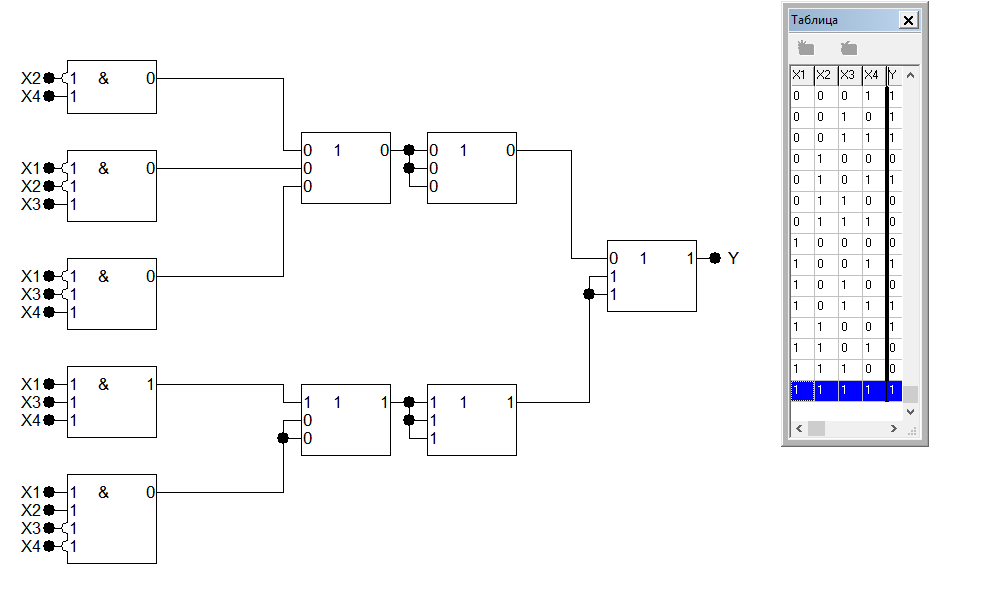 X2 1 & 0
X4 1
X1 1 & 0
X2 1
X3 1
X1 1 & 0
X3 1
X4 1
X1 1 & 1
X3 1
X4 1
X1 1 & 0
X2 1
X3 1
X4 1
0 1 0
0
0
0 1 0
0
0
1 1 1
0
0
1 1 1
1
1
0 1 1 Y
1
1
Таблица
X1 X2 X3 X4 Y
0 0 0 1 1
0 0 1 0 1
0 0 1 1 1
0 1 0 0 0
0 1 0 1 1
0 1 1 0 0
0 1 1 1 0
1 0 0 0 0
1 0 0 1 1
1 0 1 0 0
1 0 1 1 1
1 1 0 0 1
1 1 0 1 0
1 1 1 0 0
1 1 1 1 1